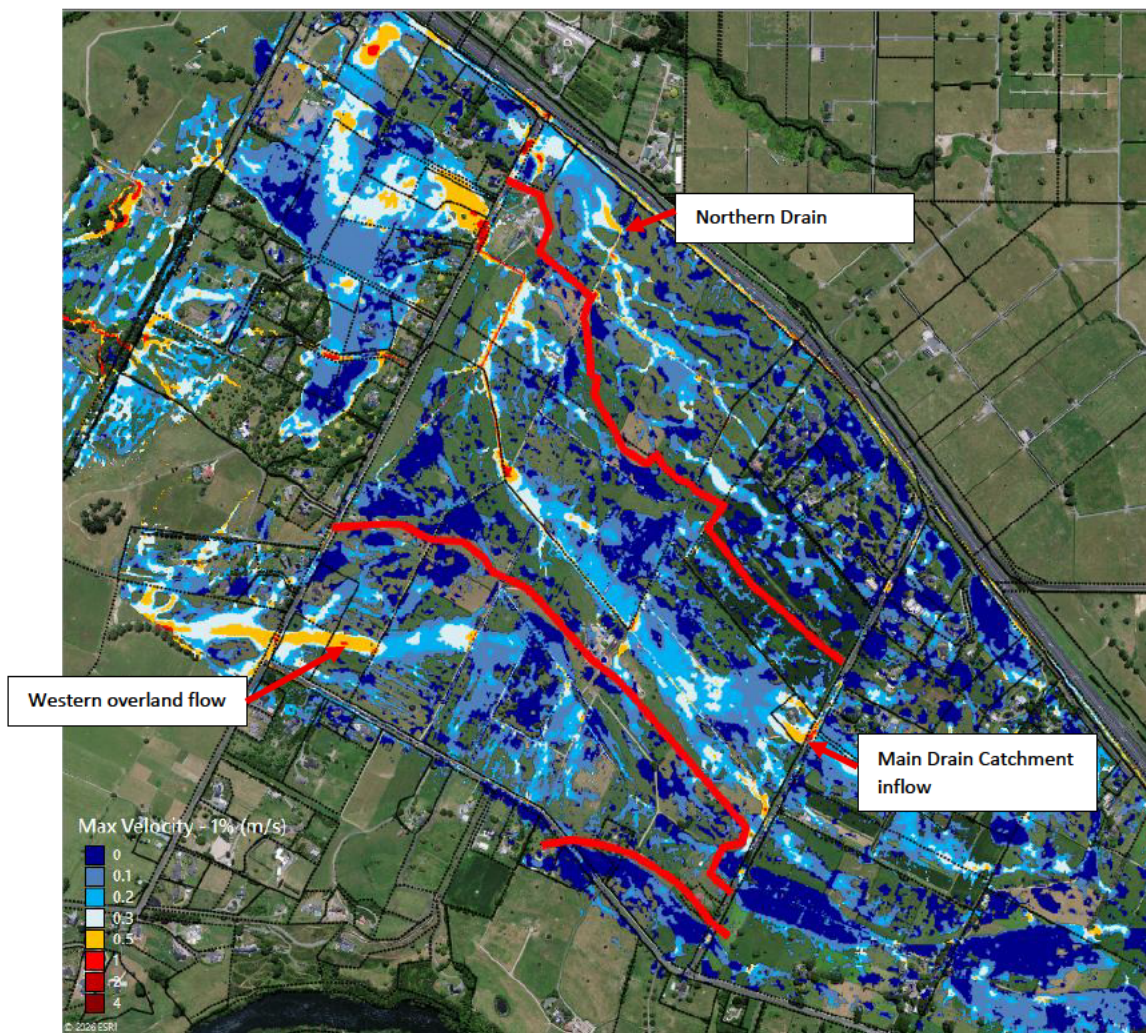 Northern Drain
Western overland flow
Main Drain Catchment
inflow
Max Velocity - 1% (m/s)
0
0.1
0.2
0.3
0.5
1
2
4
© 2026 ESRI